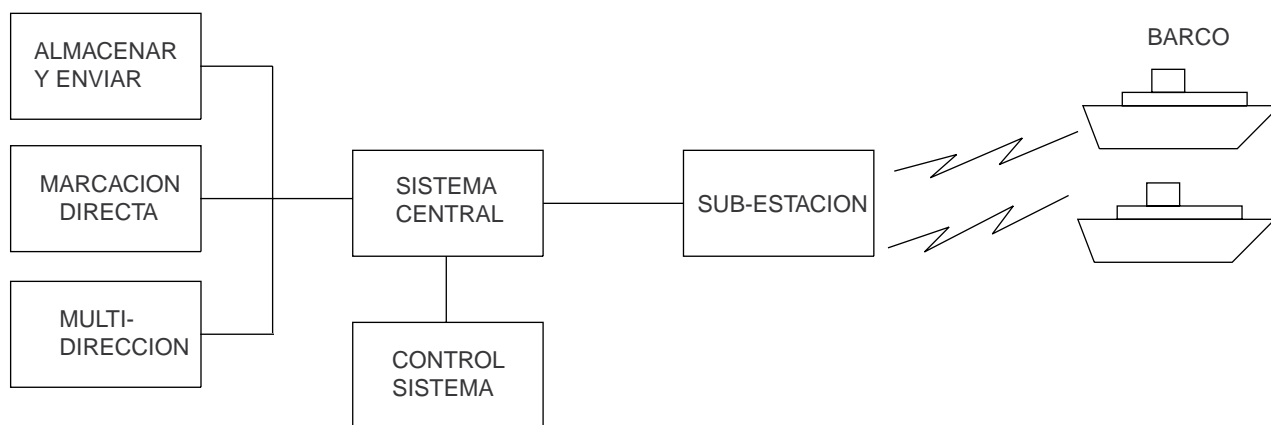 ALMACENAR
Y ENVIAR
MARCACION
DIRECTA
MULTI-
DIRECCION
SISTEMA
CENTRAL
CONTROL
SISTEMA
SUB-ESTACION
BARCO